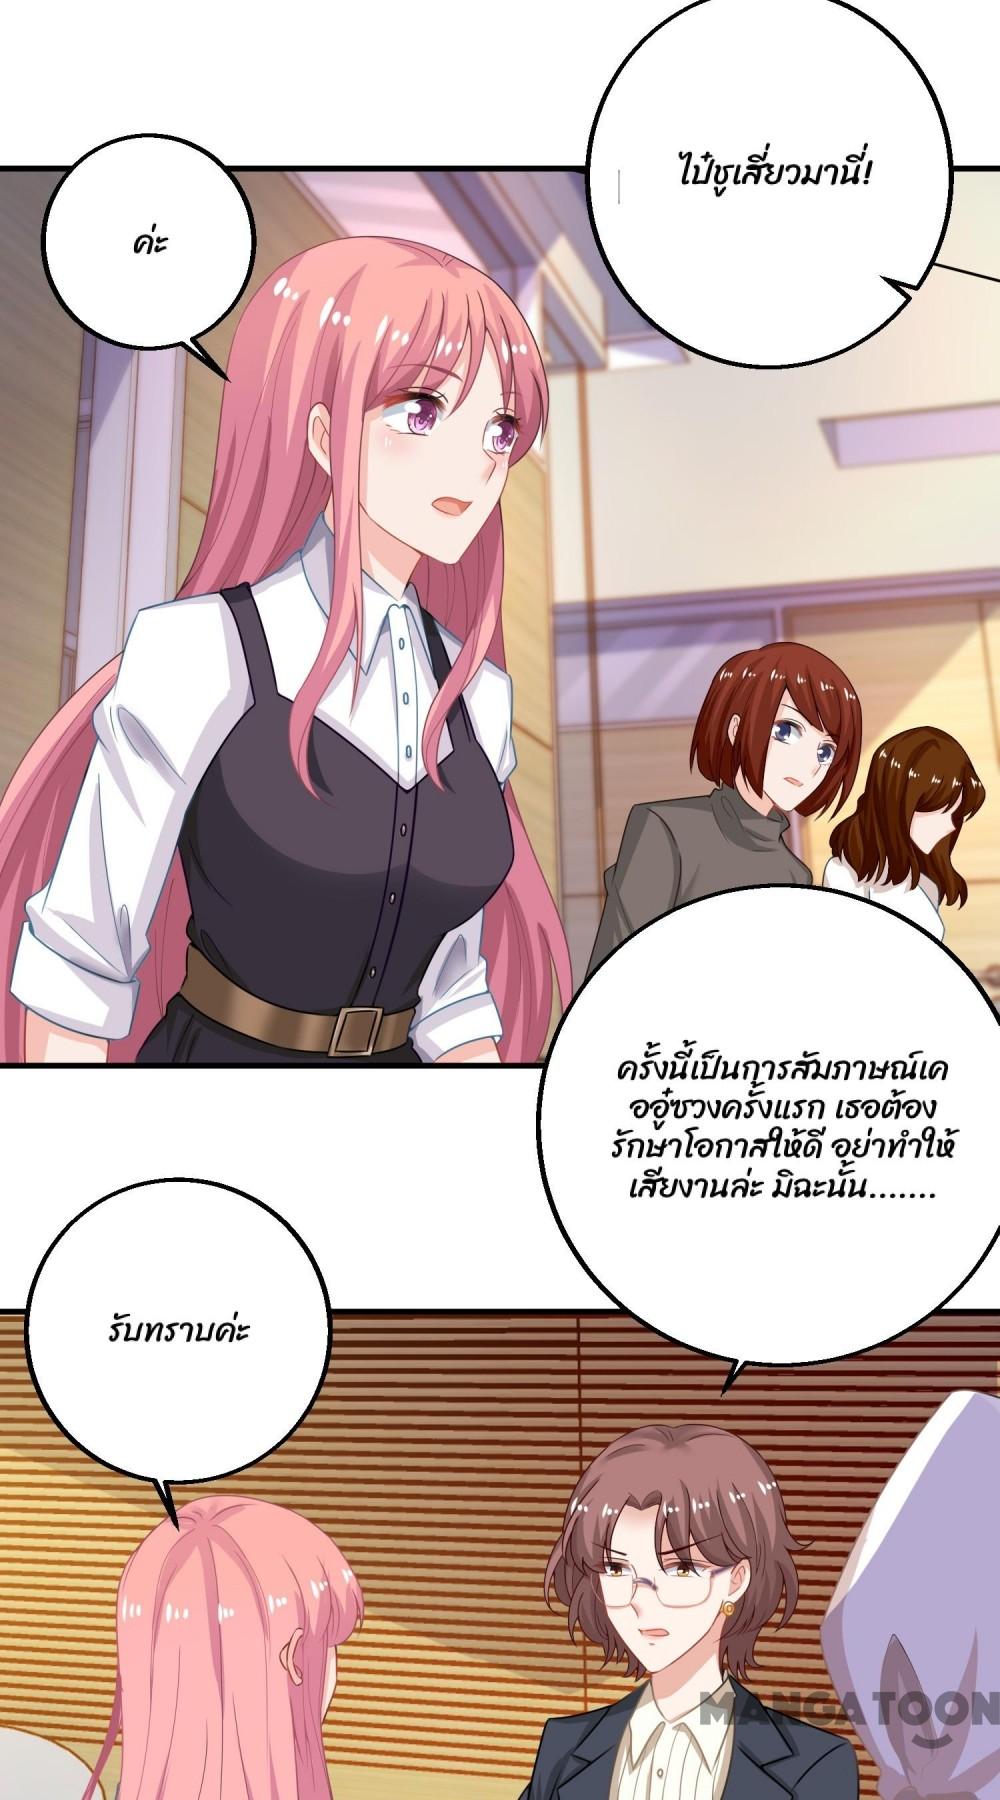 ไป๋ชูเสี่ยวมานี่!
ค่ะ
ครั้งนี้เป็นการสัมภาษณ์เค
ออู๋ซวงครั้งแรก เธอต้อง
รักษาโอกาสให้ดี อย่าทำให้
เสียงานล่ะ มิฉะนั้น.......
รับทราบค่ะ
MANGA TOON